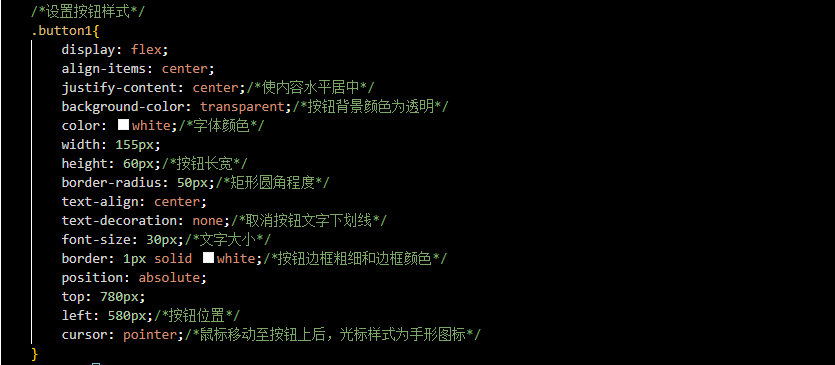 /*设置按钮样式*/
.button1{
display: flex;
align-items: center;
justify-content: center;/*使内容水平居中*/
background-color: transparent;/*按钮背景颜色为透明*/
color: white;/*字体颜色*/
width: 155px;
height: 60px;/*按钮长宽*/
border-radius: 50px;/*矩形圆角程度*/
text-align: center;
text-decoration: none;/*取消按钮文字下划线*/
font-size: 30px;/*文字大小*/
border: 1px solid white;/*按钮边框粗细和边框颜色*/
position: absolute;
top: 780px;
left: 580px;/*按钮位置*/
cursor: pointer;/*鼠标移动至按钮上后，光标样式为手形图标*/
}